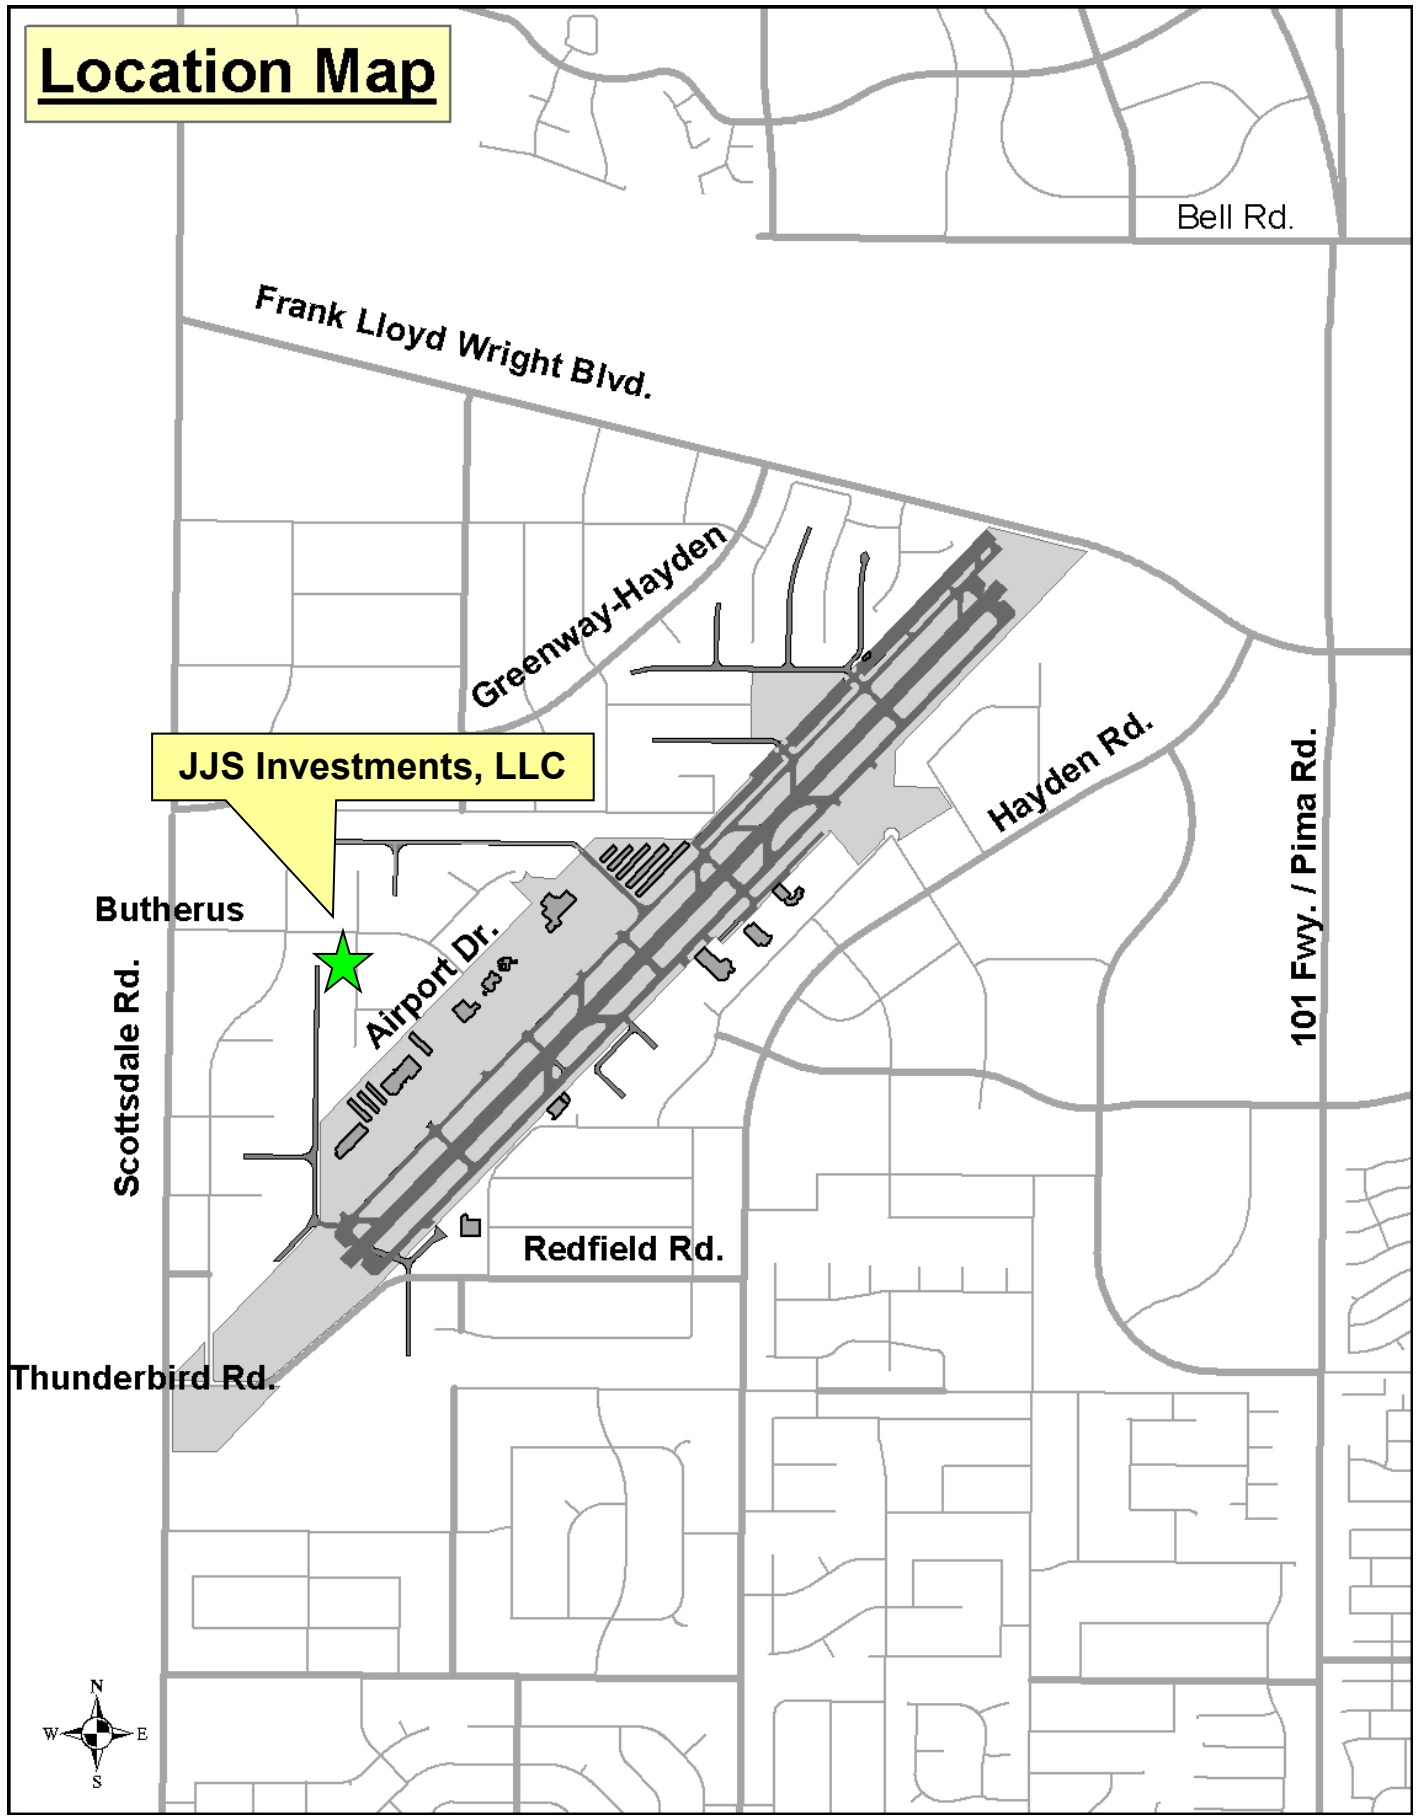 Location Map
Bell Rd.
Frank Lloyd Wright Blvd.
Greenway-Hayden
JJS Investments, LLC
Hayden Rd.
101 Fwy. / Pima Rd.
Butherus
Airport Dr.
Scottsdale Rd.
Redfield Rd.
Thunderbird Rd.
N
W E
S